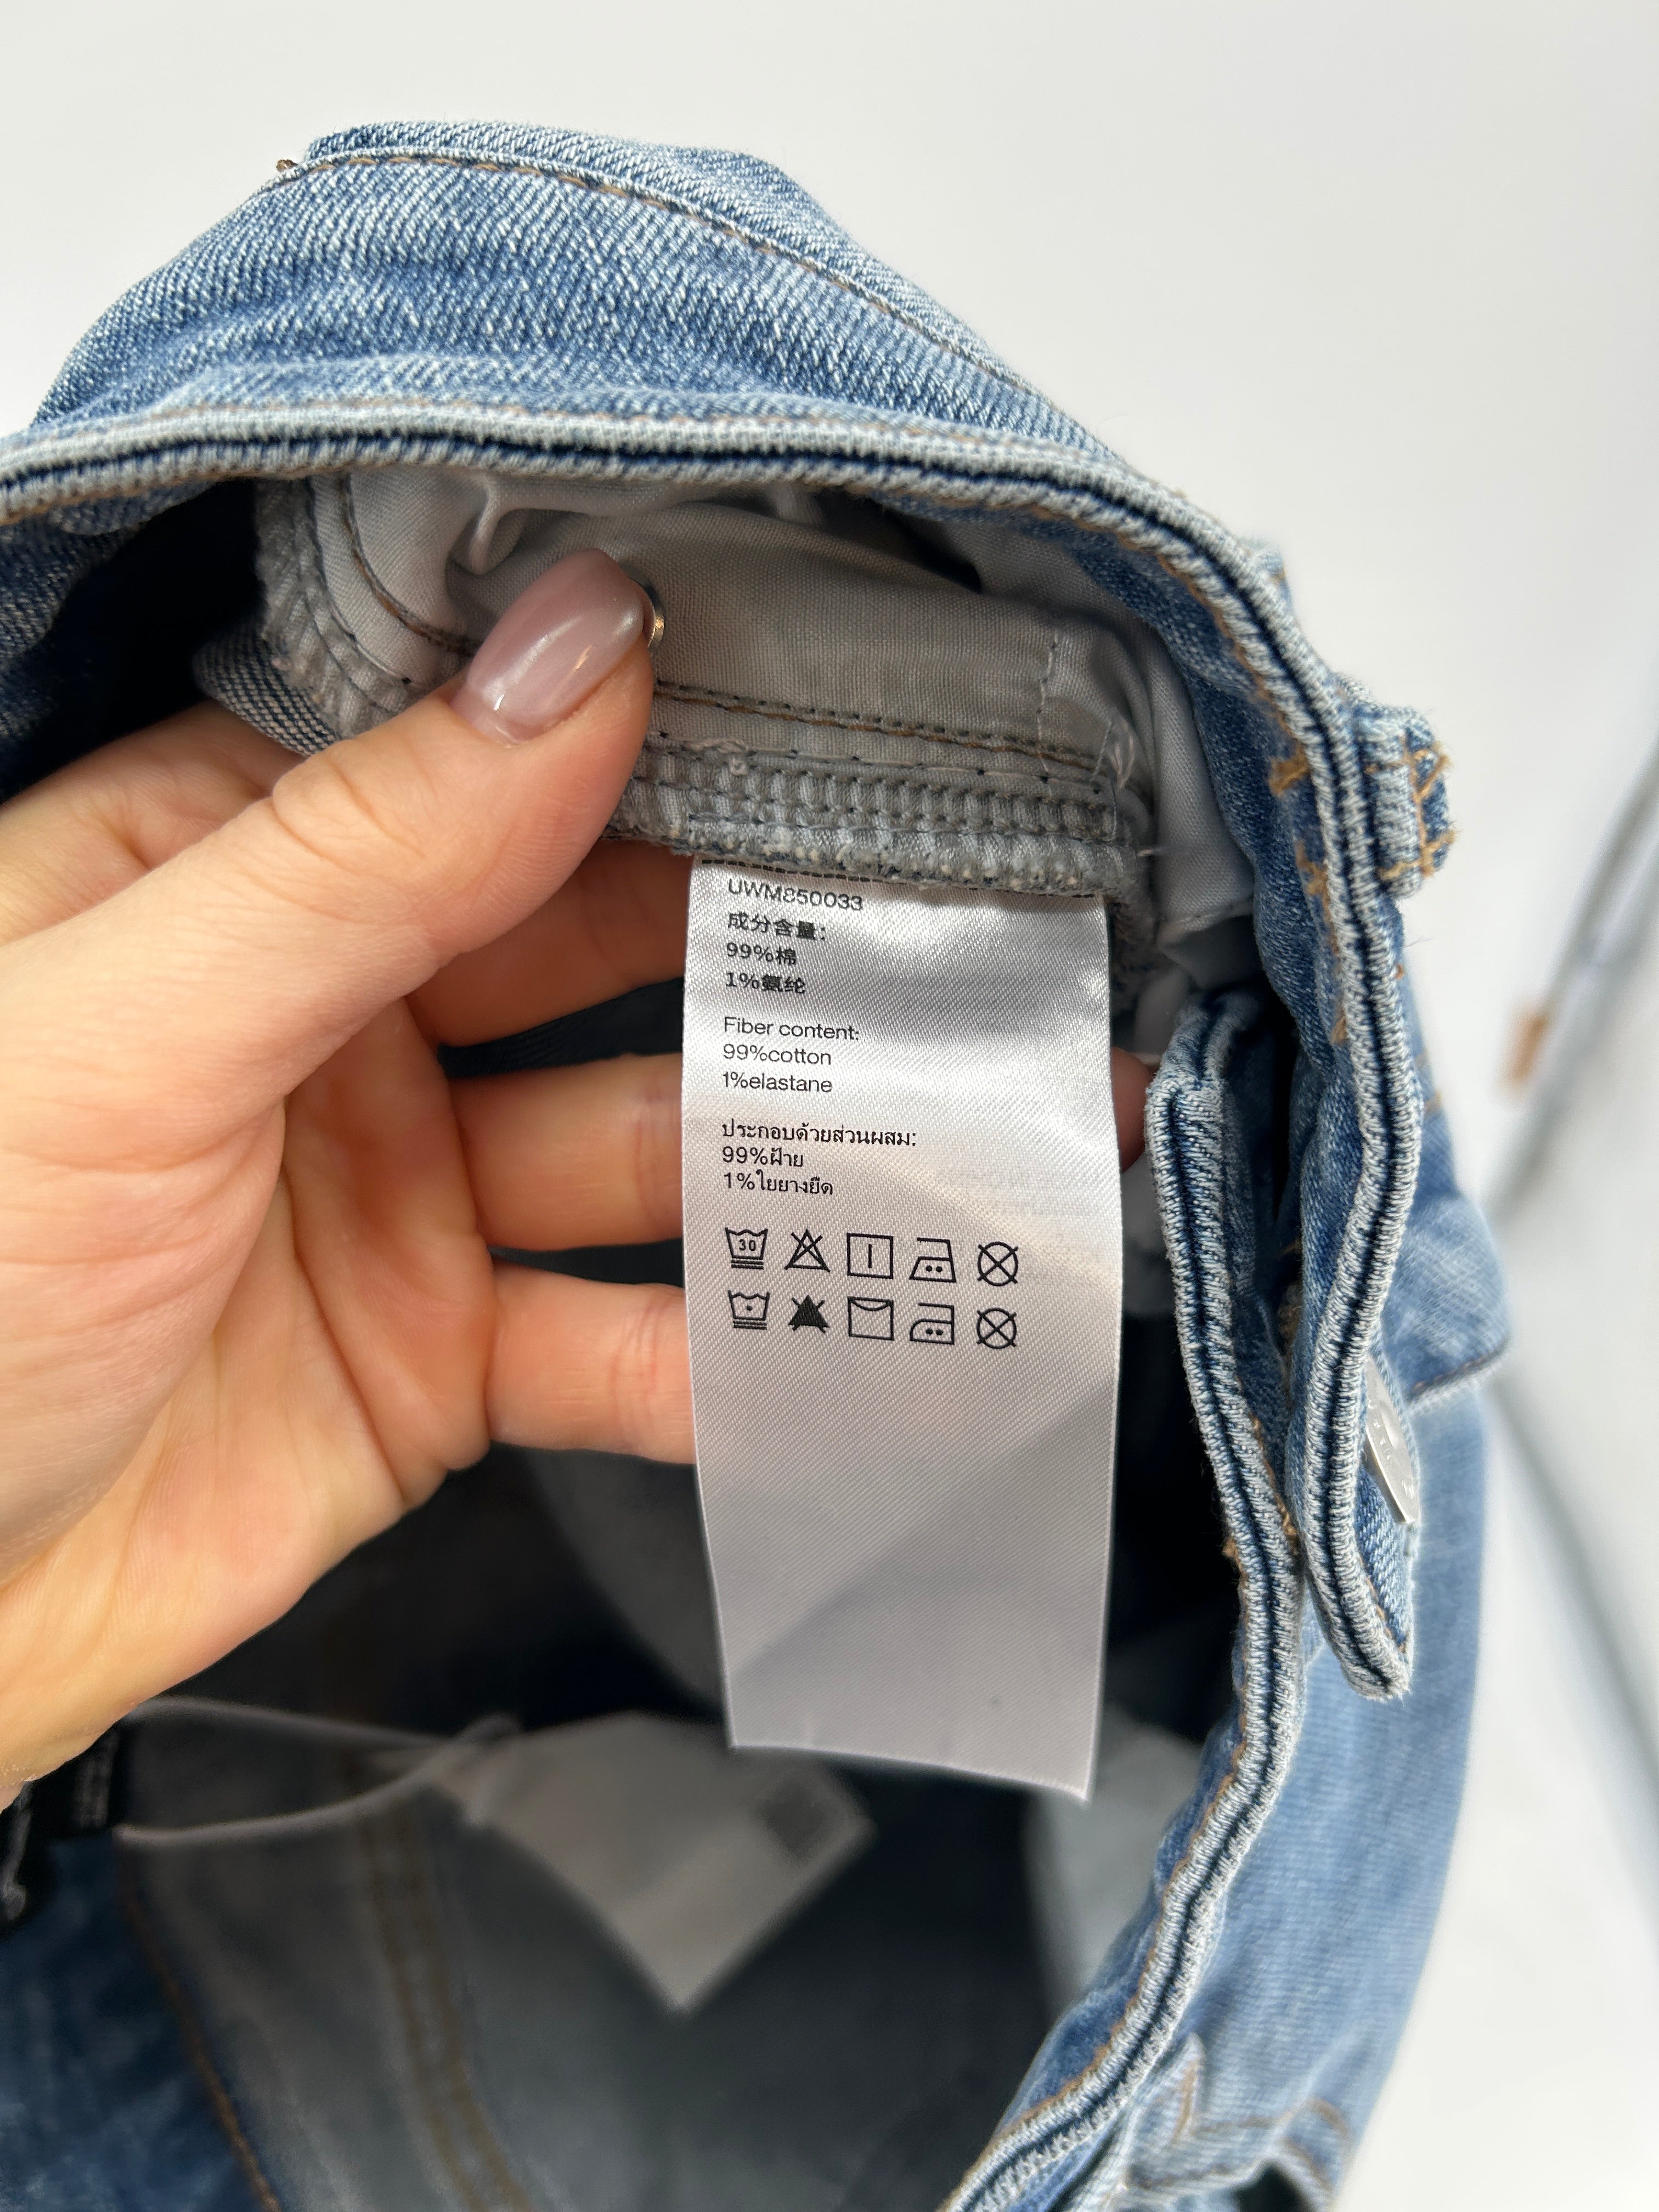 UWM850033
成分含量:
99%棉
1%氨纶
Fiber content:
99%cotton
1%elastane
ประกอบด้วยส่วนผสม:
99%ฝ้าย
1%ใยยางยืด
30